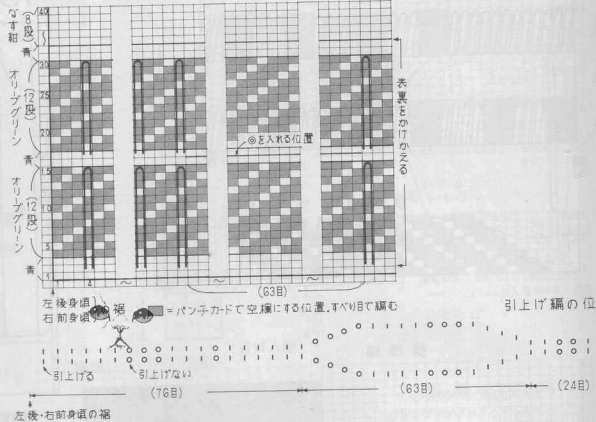 なす紺
(8段)
青
オリーブグリーン
(12段)
青
オリーブグリーン
(12段)
青
40
30
25
20
15
10
5
1
4
◎を入れる位置
表裏をかけかえる
(63目)
左後身頃
右前身頃
裾
=パンチカードで空欄にする位置.すべり目で編む
引上げ編の位
引上げる
引上げない
(76目)
(63目)
(24目)
左後・右前身頃の裾